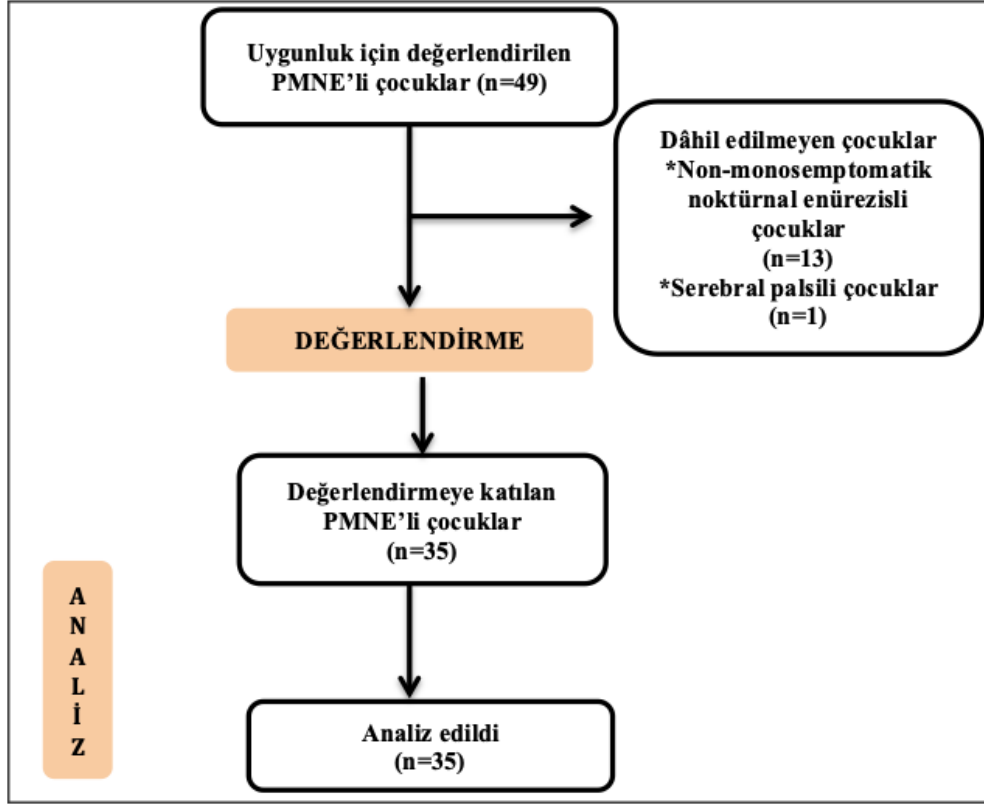 Uygunluk için değerlendirilen
PMNE’li çocuklar (n=49)
Dâhil edilmeyen çocuklar
*Non-monosemptomatik
noktürnal enürezisli
çocuklar
(n=13)
*Serebral palsili çocuklar
(n=1)
DEĞERLENDİRME
Değerlendirmeye katılan
PMNE’li çocuklar
(n=35)
A
N
A
L
İ
Z
Analiz edildi
(n=35)